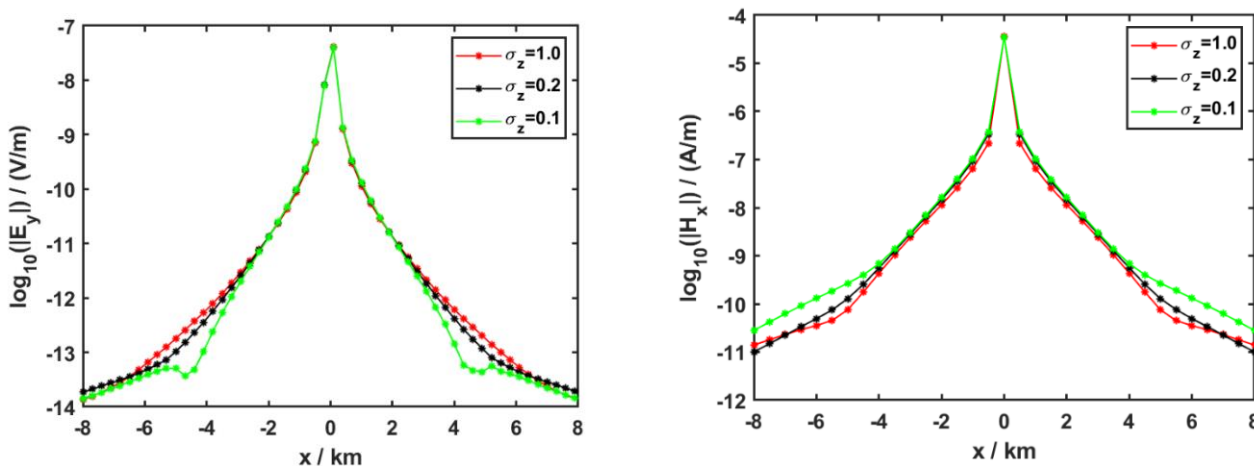 -7
-8
-9
-10
-11
-12
-13
-14
log10(|Ey|) / (V/m)
σz=1.0
σz=0.2
σz=0.1
-8 -6 -4 -2 0 2 4 6 8
x / km
-4
-5
-6
-7
-8
-9
-10
-11
-12
log10(|Hx|) / (A/m)
σz=1.0
σz=0.2
σz=0.1
-8 -6 -4 -2 0 2 4 6 8
x / km